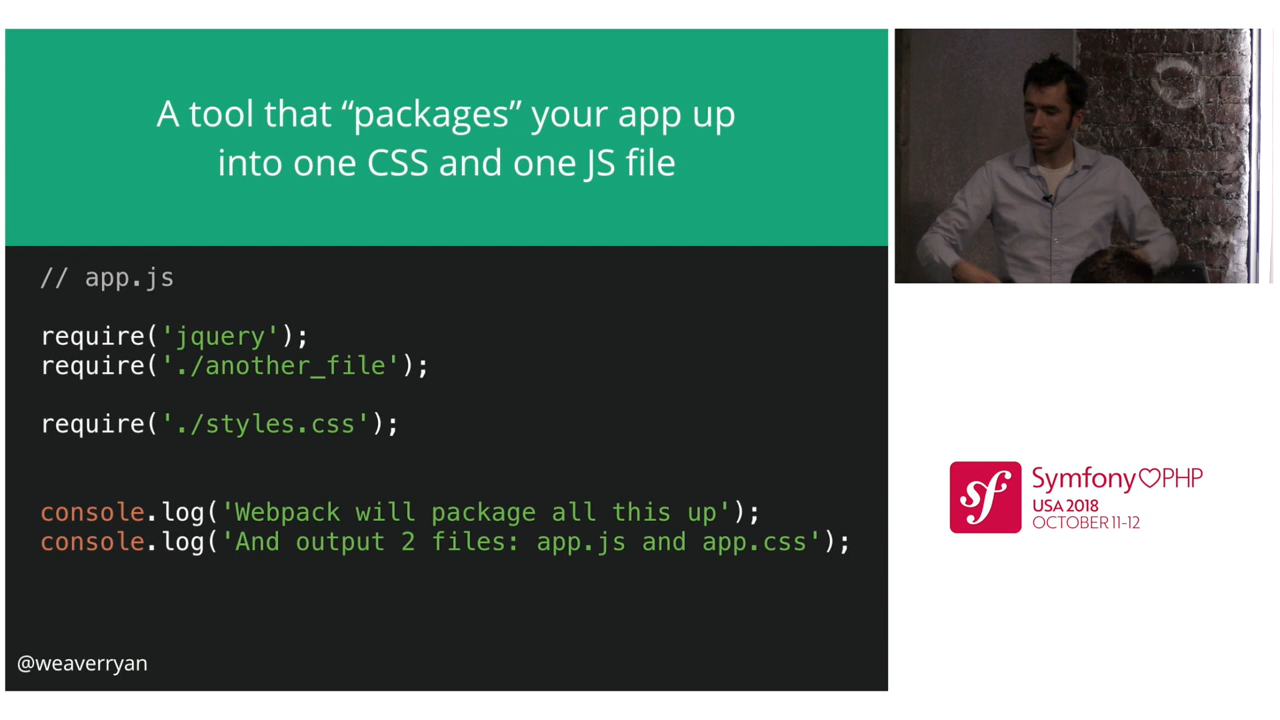 A tool that “packages” your app up
into one CSS and one JS file
// app.js
require('jquery');
require('./another_file');
require('./styles.css');
console.log('Webpack will package all this up');
console.log('And output 2 files: app.js and app.css');
@weaverryan
sf
Symfony♡PHP
USA 2018
OCTOBER 11-12